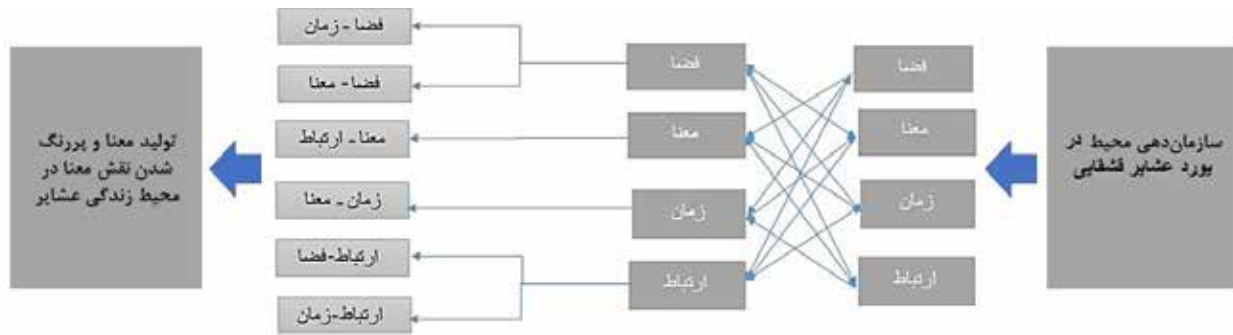 سازمان‌دهی محیط در
یورد عشایر قشقایی
فضا
معنا
زمان
ارتباط
فضا
معنا
زمان
ارتباط
فضا - زمان
فضا - معنا
معنا - ارتباط
زمان - معنا
ارتباط-فضا
ارتباط-زمان
تولید معنا و پررنگ
شدن نقش معنا در
محیط زندگی عشایر